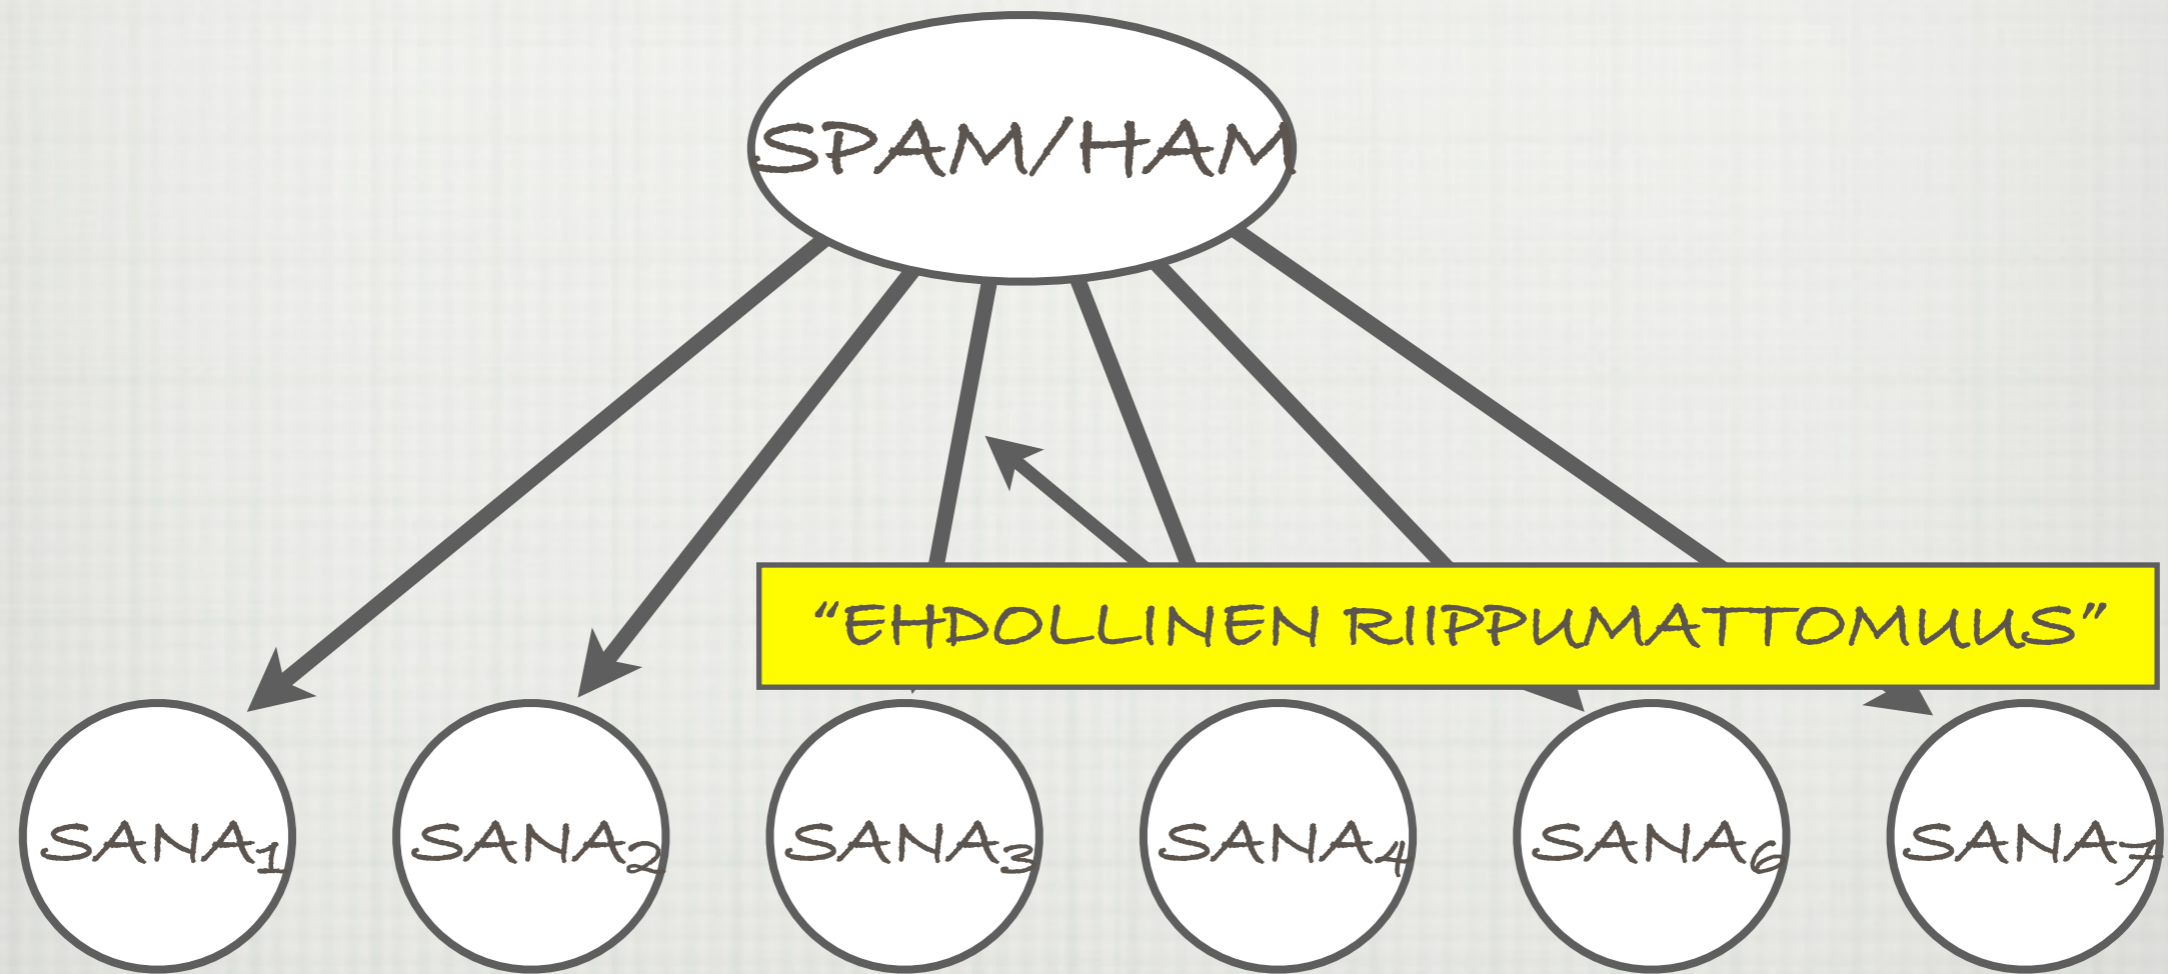 SPAM/HAM
“EHDOLLINEN RIIPPUMATTOMUUS”
SANA₁
SANA₂
SANA₃
SANA₄
SANA₆
SANA₇